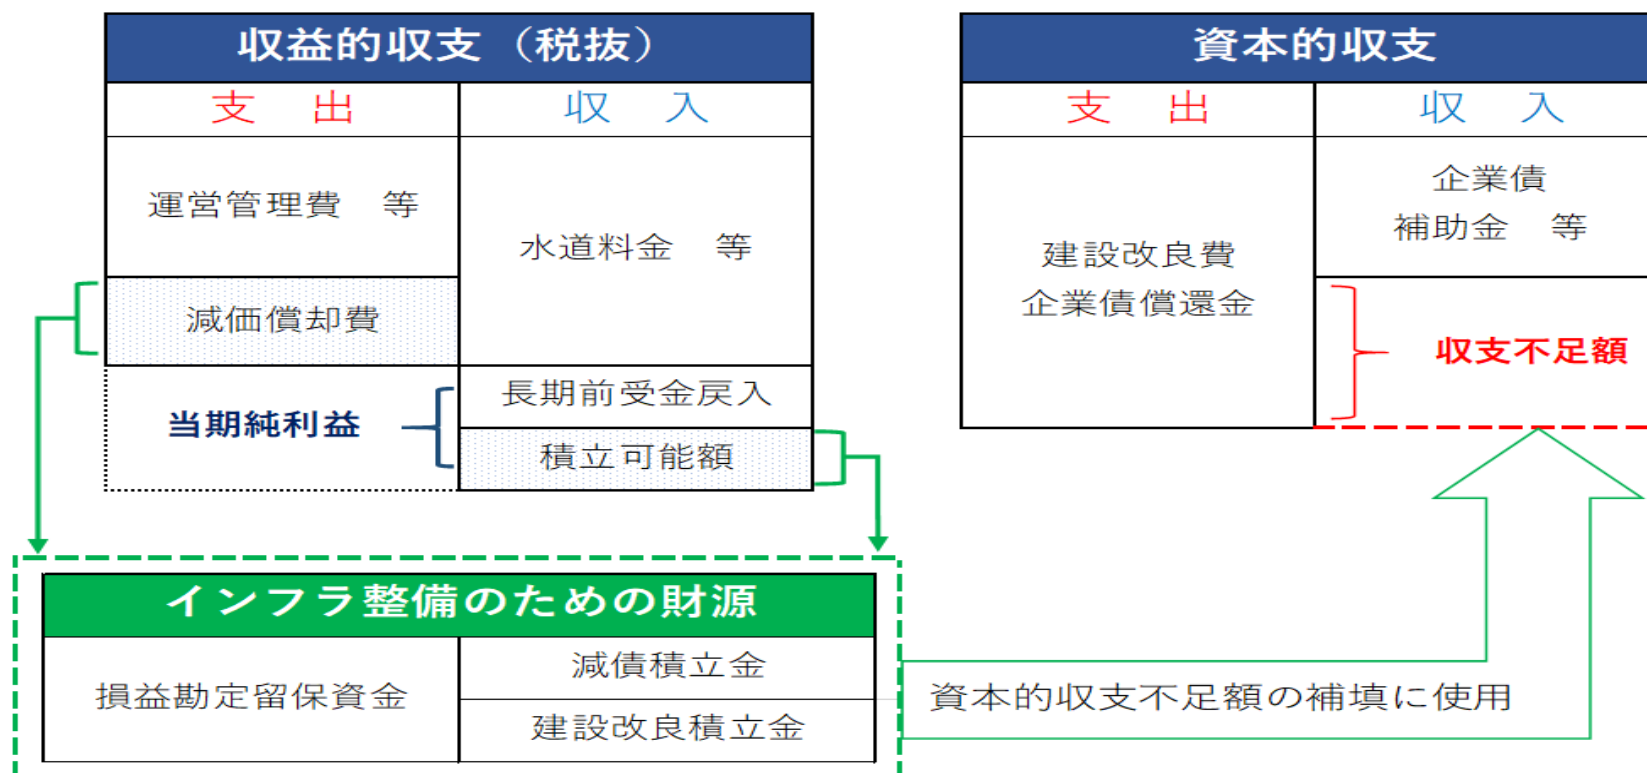 収益的収支（税抜）
支　出
収　入
運営管理費　等
水道料金　等
減価償却費
当期純利益
長期前受金戻入
積立可能額
資本的収支
支　出
収　入
建設改良費
企業債償還金
企業債
補助金　等
収支不足額
インフラ整備のための財源
損益勘定留保資金
減債積立金
建設改良積立金
資本的収支不足額の補填に使用